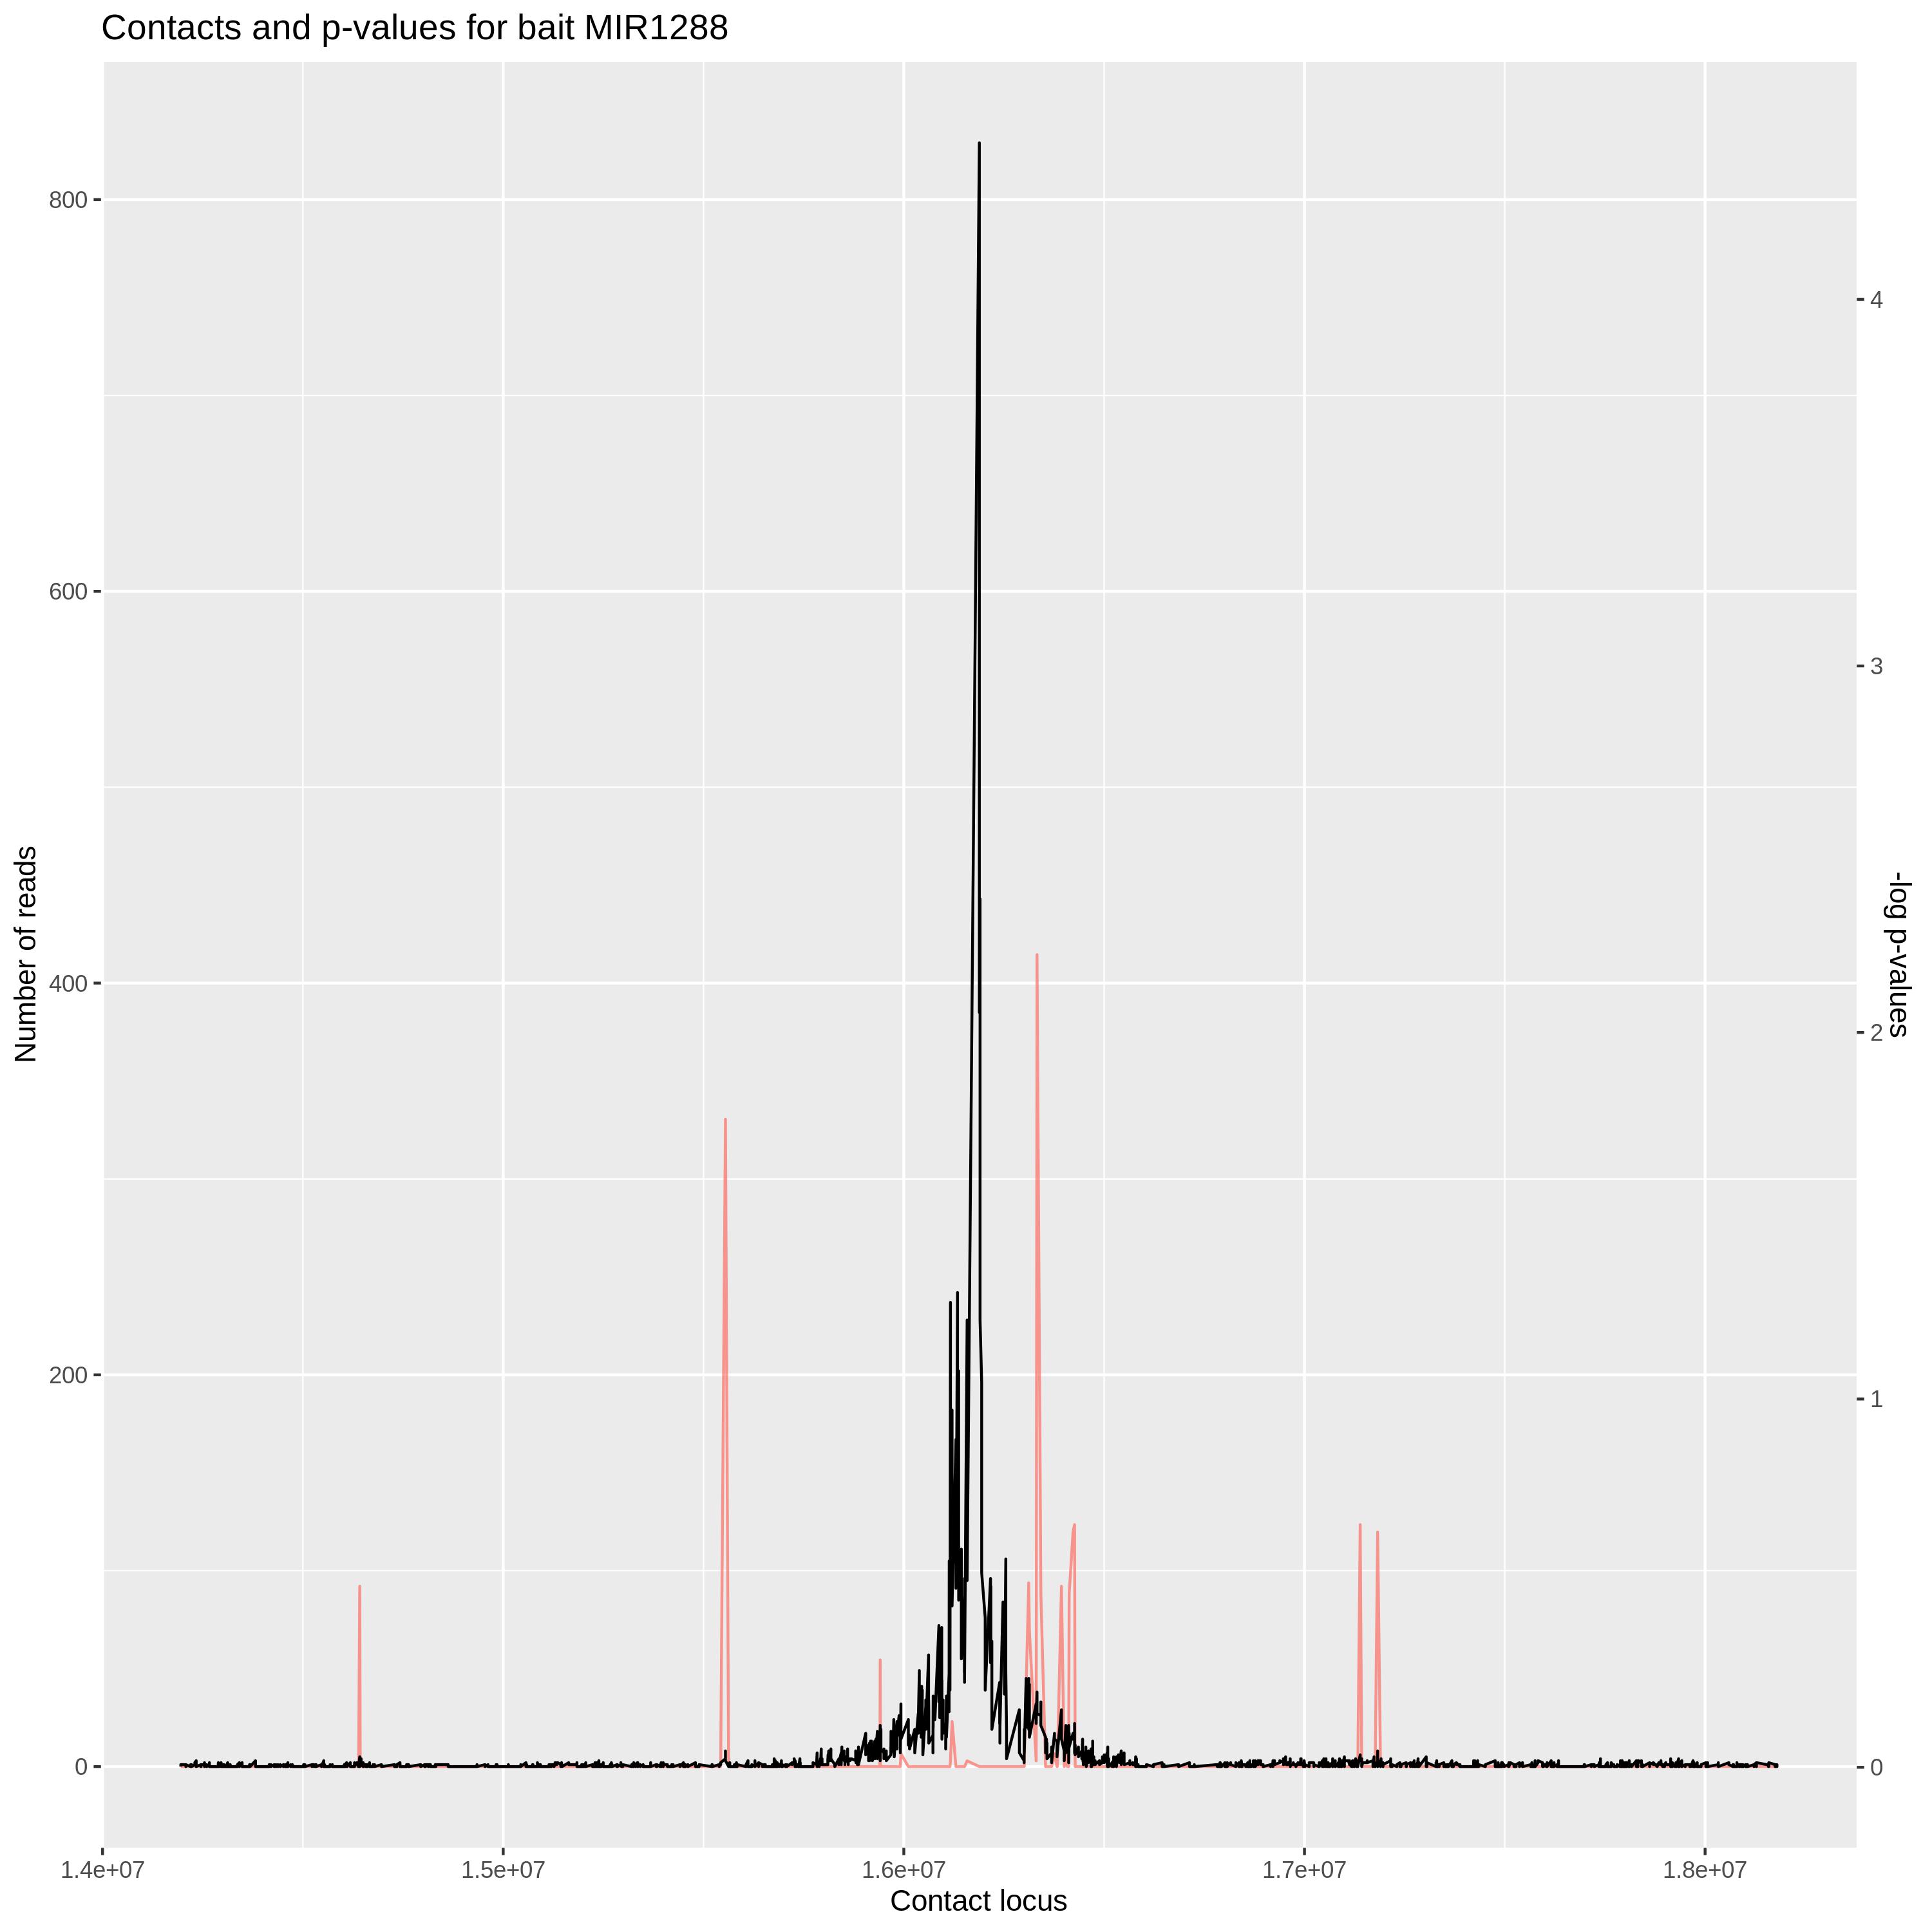 Contacts and p-values for bait MIR1288
800
600
400
200
0
Number of reads
4
3
2
1
0
-log p-values
1.4e+07 1.5e+07 1.6e+07 1.7e+07 1.8e+07
Contact locus